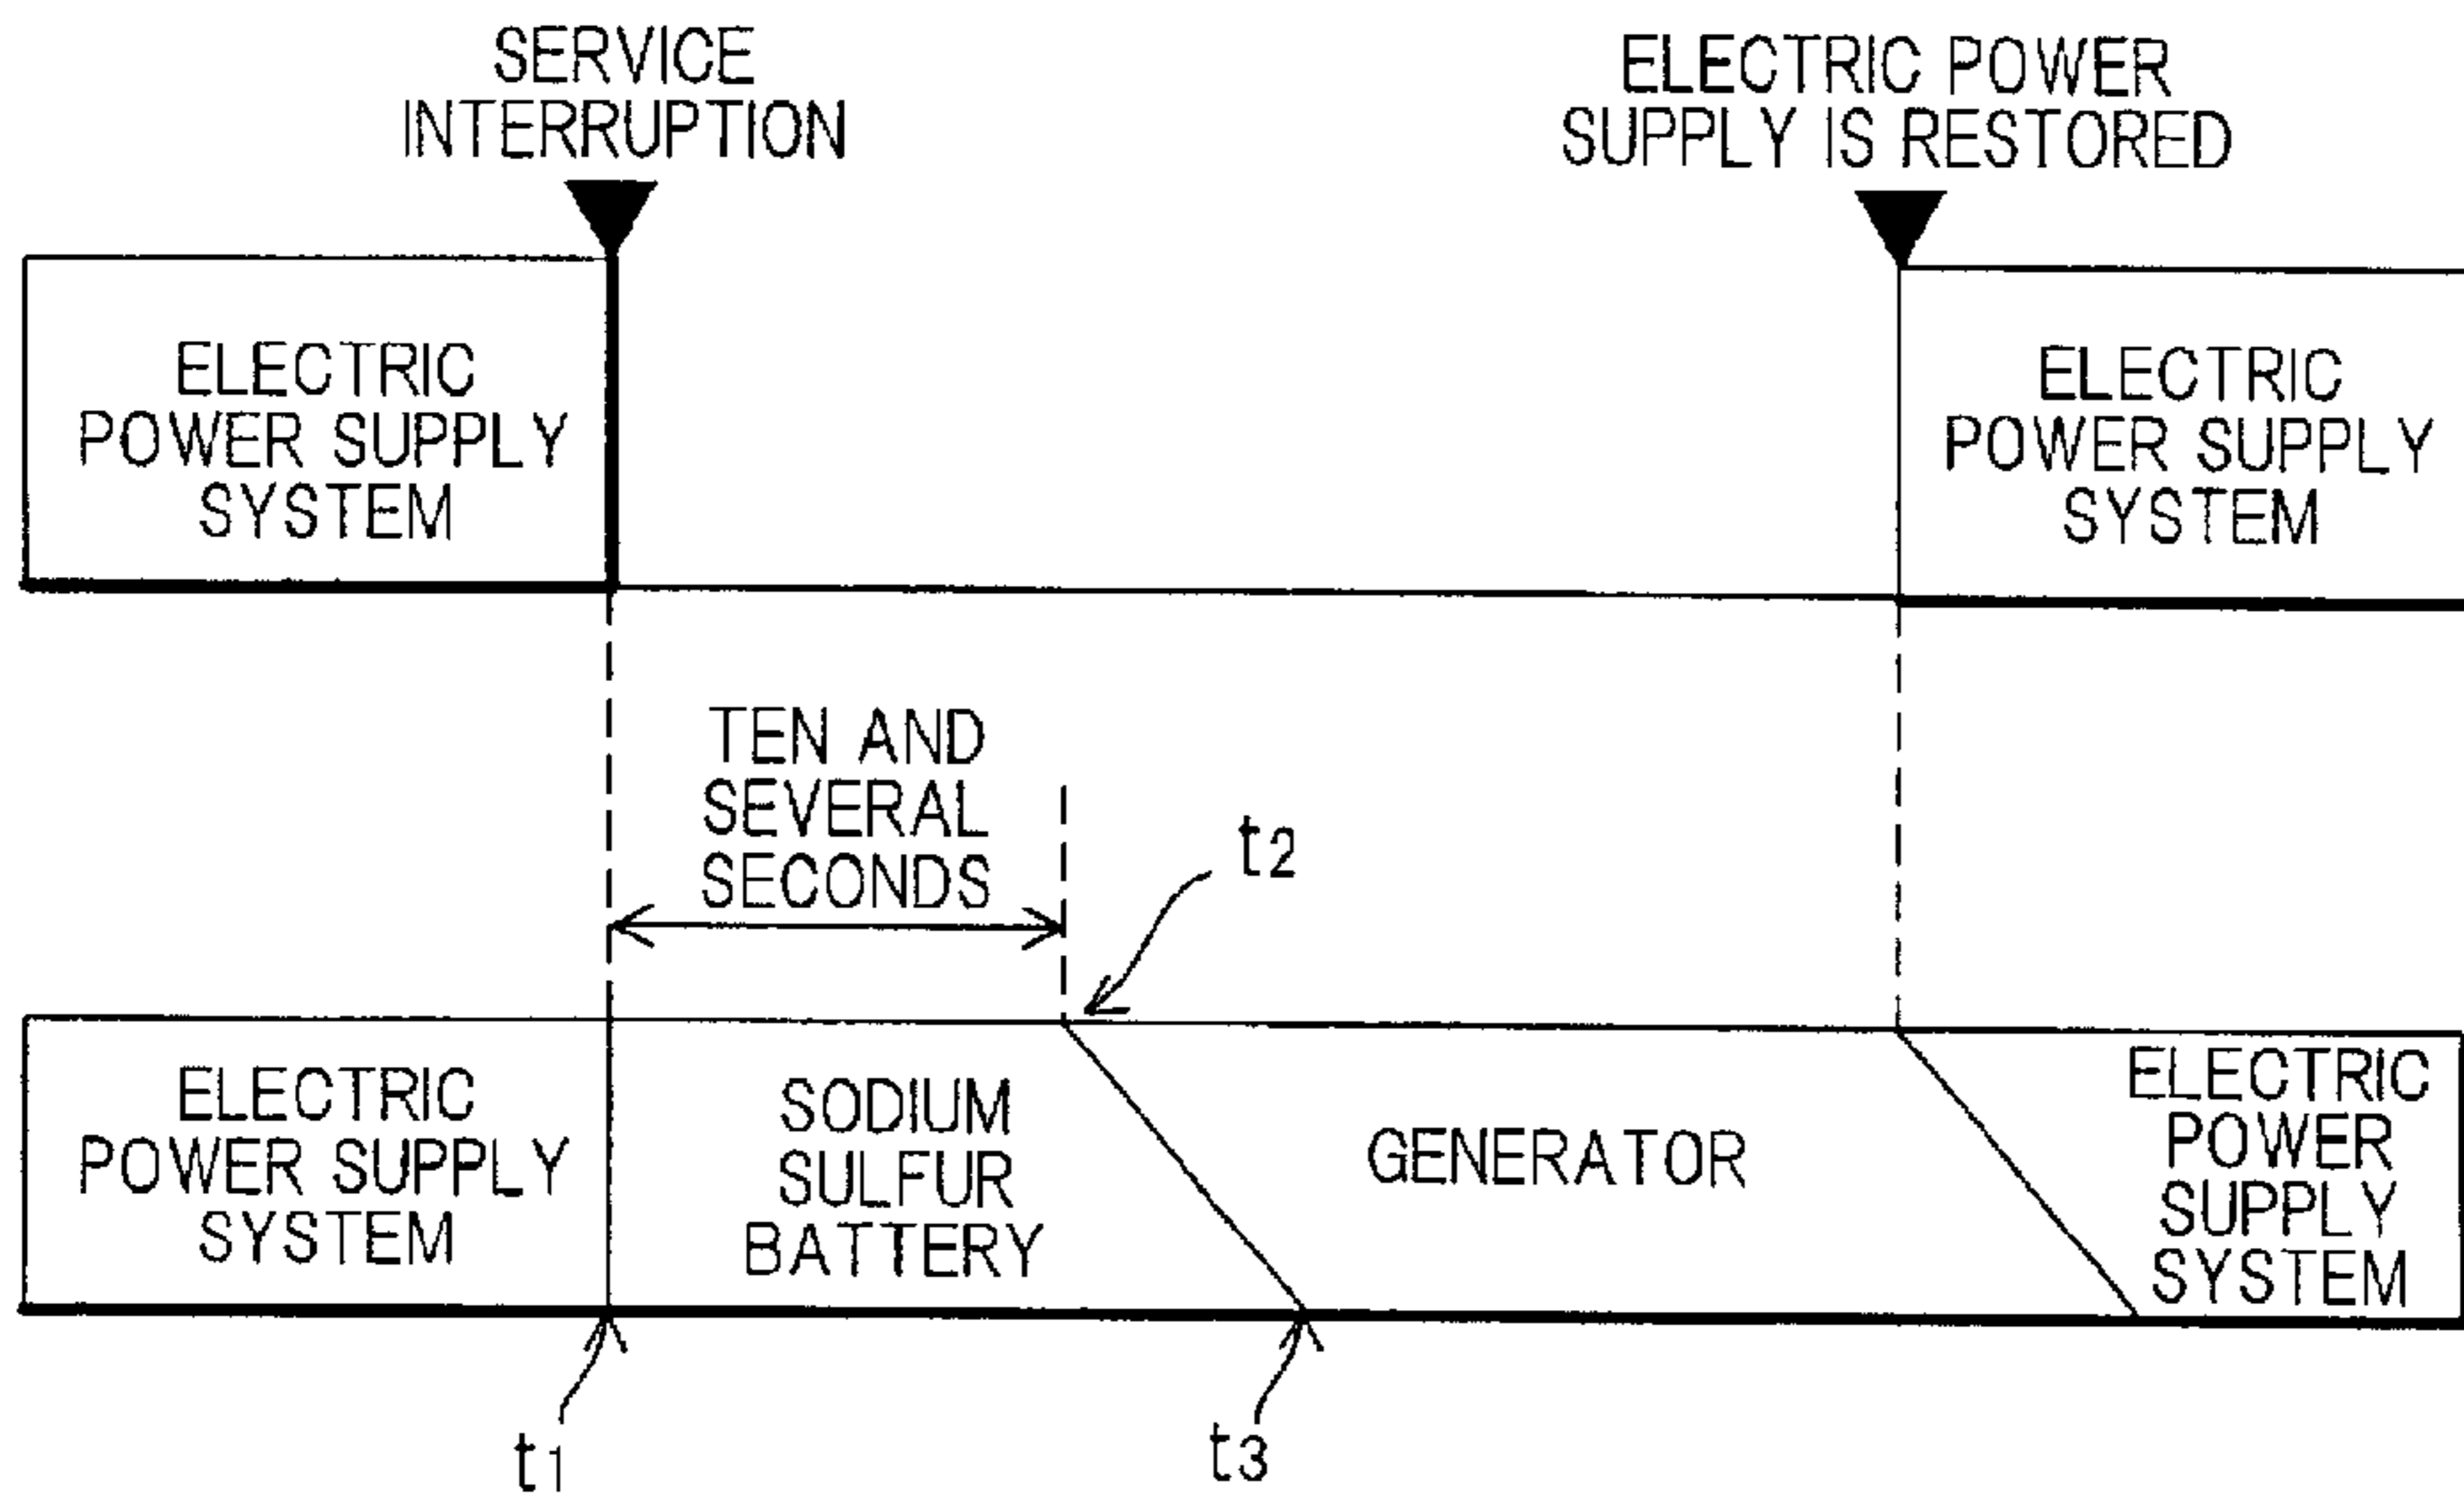 SERVICE
INTERRUPTION
ELECTRIC POWER
SUPPLY IS RESTORED
ELECTRIC
POWER SUPPLY
SYSTEM
ELECTRIC
POWER SUPPLY
SYSTEM
TEN AND
SEVERAL
SECONDS
t2
ELECTRIC
POWER SUPPLY
SYSTEM
SODIUM
SULFUR
BATTERY
GENERATOR
ELECTRIC
POWER
SUPPLY
SYSTEM
t1
t3